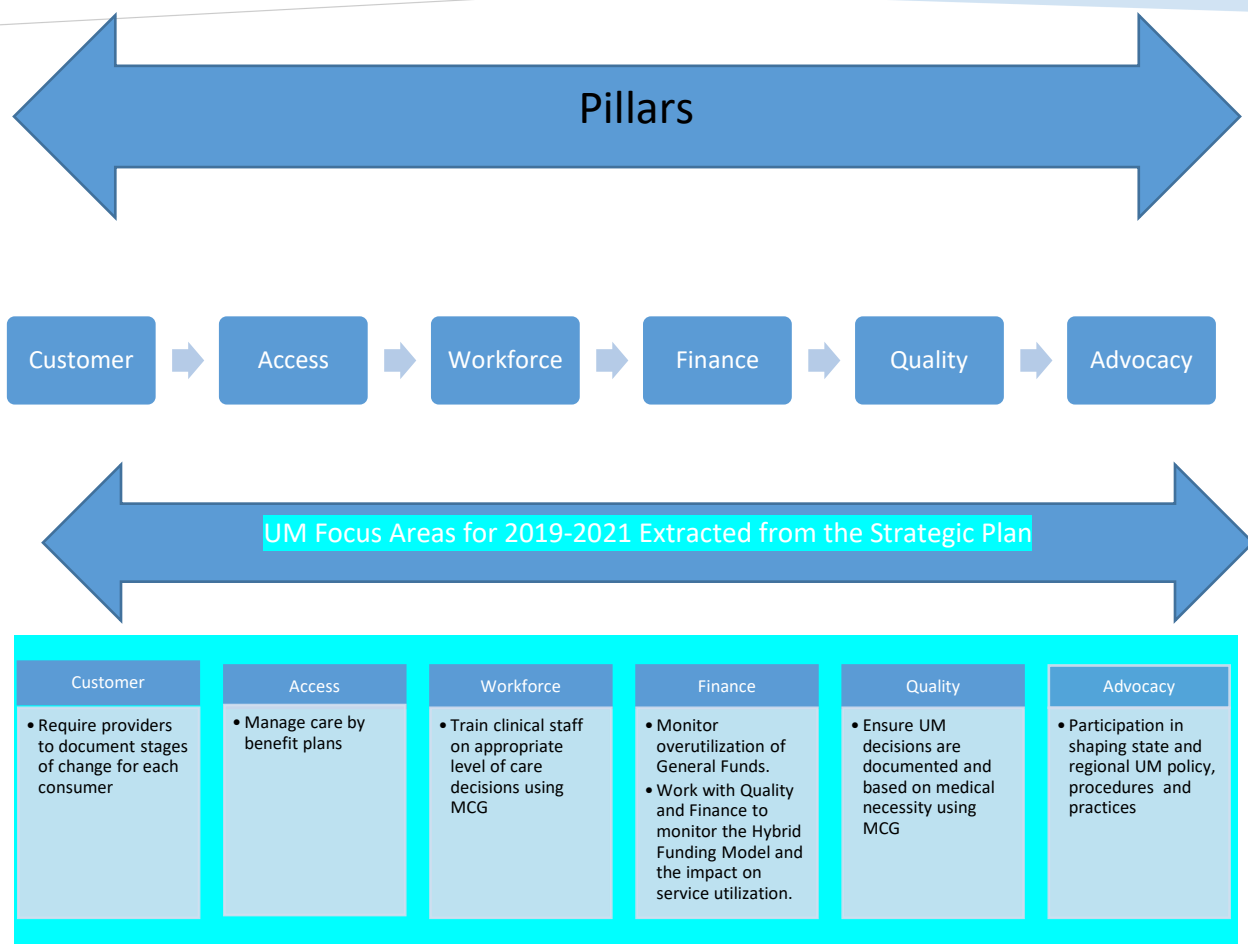 Pillars
Customer
Access
Workforce
Finance
Quality
Advocacy
UM Focus Areas for 2019-2021 Extracted from the Strategic Plan
Customer
• Require providers
to document stages
of change for each
consumer
Access
• Manage care by
benefit plans
Workforce
• Train clinical staff
on appropriate
level of care
decisions using
MCG
Finance
• Monitor
overutilization of
General Funds.
• Work with Quality
and Finance to
monitor the Hybrid
Funding Model and
the impact on
service utilization.
Quality
• Ensure UM
decisions are
documented and
based on medical
necessity using
MCG
Advocacy
• Participation in
shaping state and
regional UM policy,
procedures and
practices